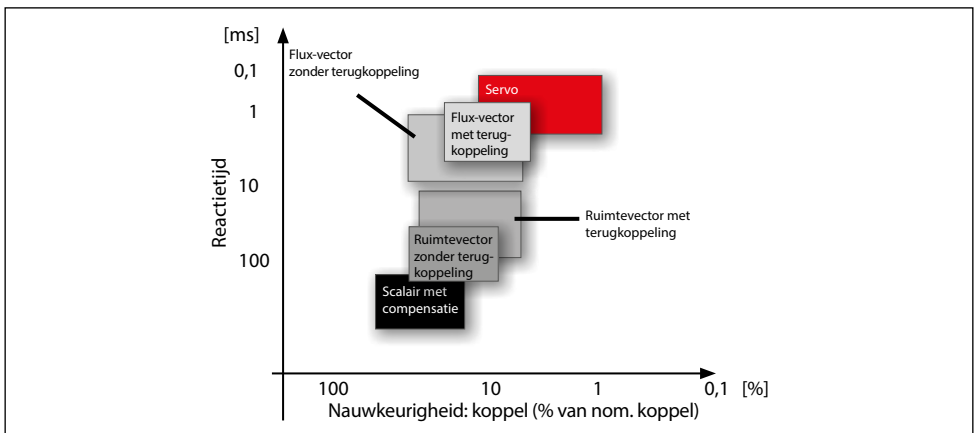 [ms]
Flux-vector
zonder terugkoppeling
0,1
Servo
1
Flux-vector
met terug-
koppeling
10
Reactietijd
Ruimtevector met
terugkoppeling
Ruimtevector
zonder terug-
koppeling
100
Scalair met
compensatie
100 10 1 0,1 [%]
Nauwkeurigheid: koppel (% van nom. koppel)